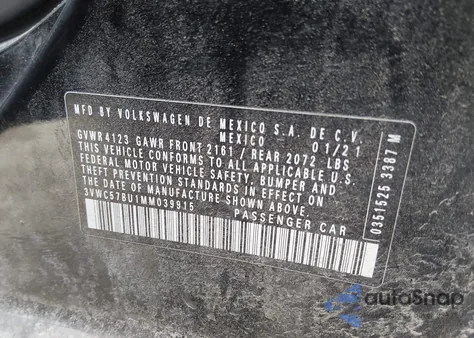 MFD BY VOLKSWAGEN DE MEXICO S.A. DE C.V.
MEXICO 01/21
GVWR 4123 GAWR FRONT 2161 / REAR 2072 LBS
THIS VEHICLE CONFORMS TO ALL APPLICABLE U.S.
FEDERAL MOTOR VEHICLE SAFETY, BUMPER AND
THEFT PREVENTION STANDARDS IN EFFECT ON
THE DATE OF MANUFACTURE SHOWN ABOVE.
3VWC57BU1MM039915
PASSENGER CAR
0351525 3387 M
autoSnap